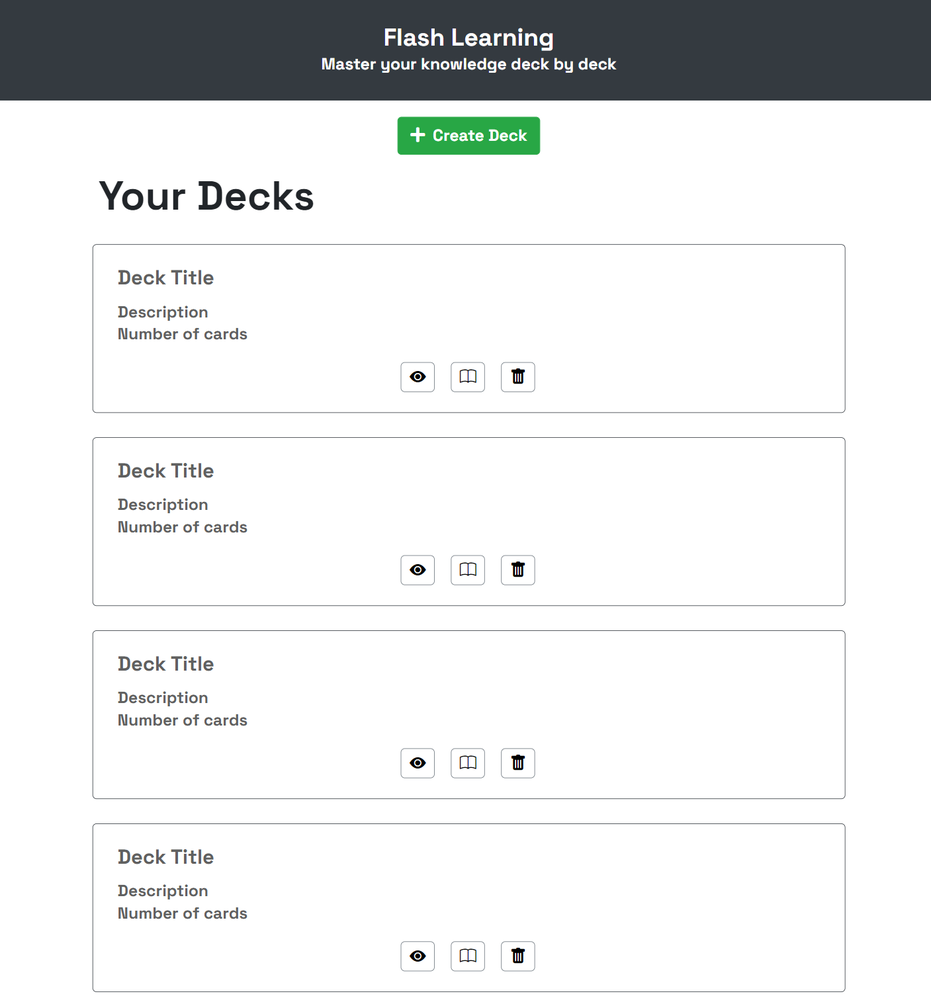 Flash Learning
Master your knowledge deck by deck
Create Deck
Your Decks
Deck Title
Description
Number of cards
Deck Title
Description
Number of cards
Deck Title
Description
Number of cards
Deck Title
Description
Number of cards